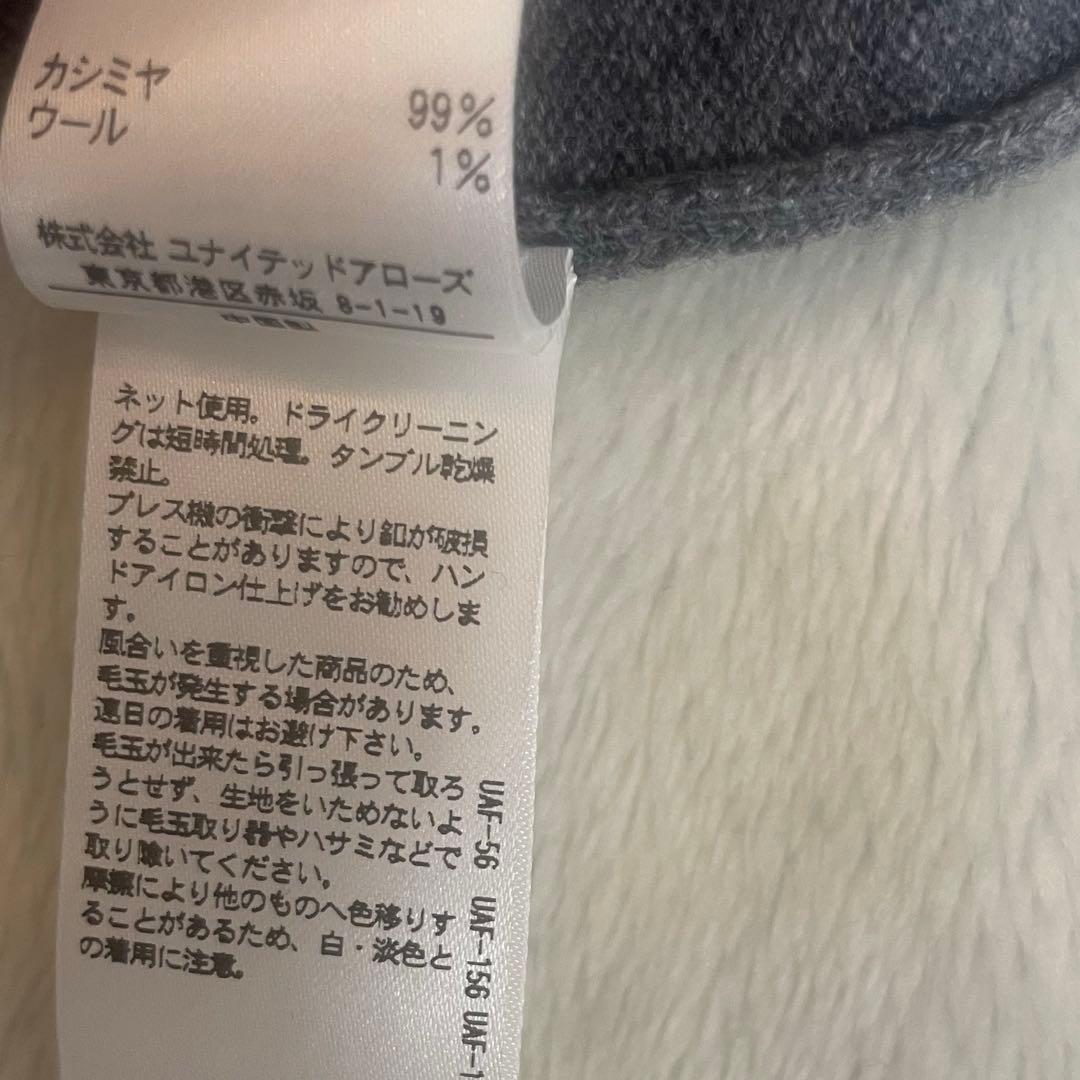 カシミヤ 99%
ウール 1%
株式会社 ユナイテッドアローズ
東京都港区赤坂 8-1-19
ネット使用。ドライクリーニン
グは短時間処理。タンブル乾燥
禁止。
プレス機の衝撃により釦が破損
することがありますので、ハン
ドアイロン仕上げをお勧めしま
す。
風合いを重視した商品のため、
毛玉が発生する場合があります。
連日の着用はお避け下さい。
毛玉が出来たら引っ張って取ろ
うとせず、生地をいためないよ
うに毛玉取り器やハサミなどで
取り除いてください。
摩擦により他のものへ色移りす
ることがあるため、白・淡色と
の着用に注意。
UAF-56 UAF-156 UAF-1